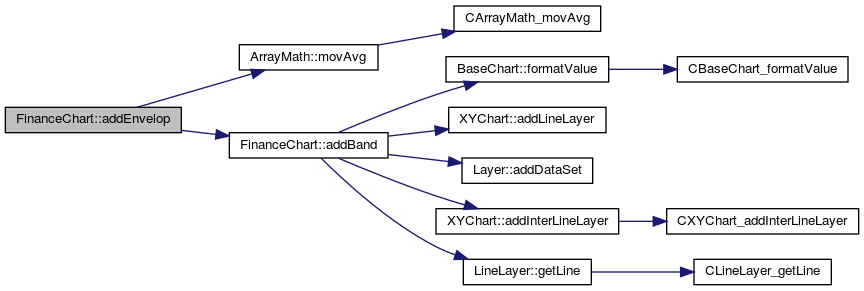 CArrayMath_movAvg
ArrayMath::movAvg
BaseChart::formatValue
CBaseChart_formatValue
FinanceChart::addEnvelop
XYChart::addLineLayer
FinanceChart::addBand
Layer::addDataSet
XYChart::addInterLineLayer
CXYChart_addInterLineLayer
LineLayer::getLine
CLineLayer_getLine